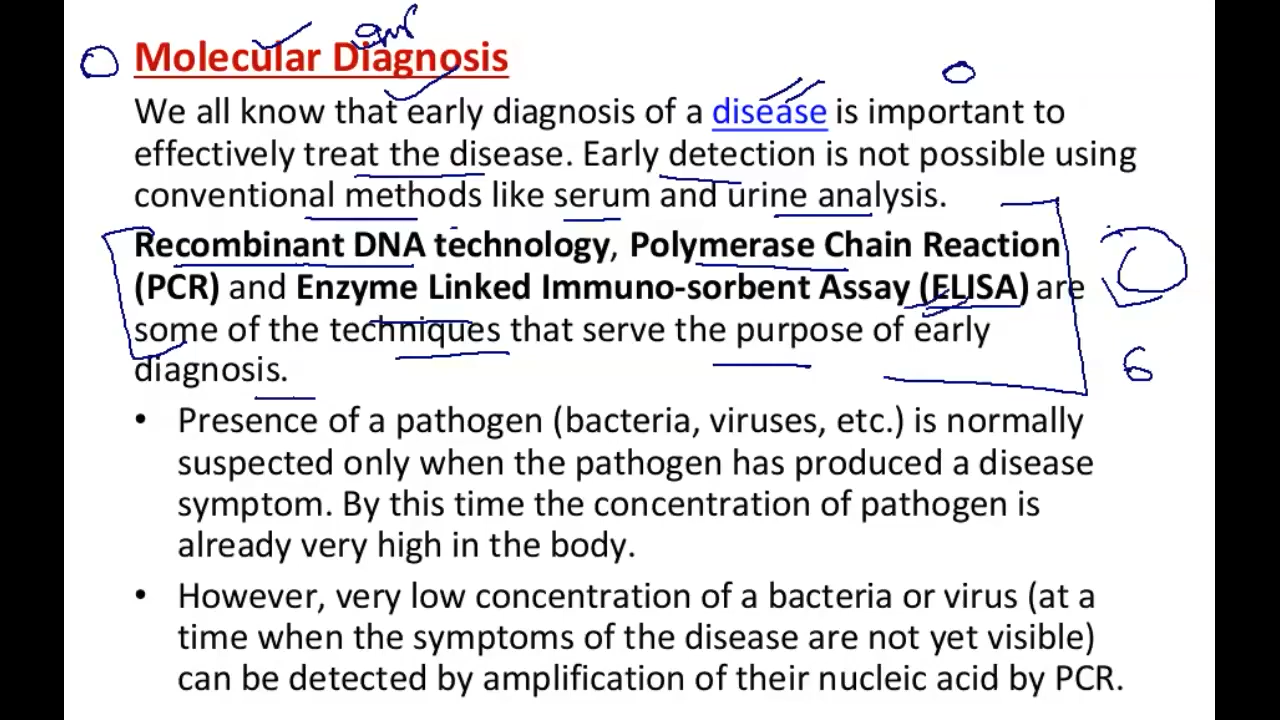 Molecular Diagnosis
We all know that early diagnosis of a disease is important to
effectively treat the disease. Early detection is not possible using
conventional methods like serum and urine analysis.
Recombinant DNA technology, Polymerase Chain Reaction
(PCR) and Enzyme Linked Immuno-sorbent Assay (ELISA) are
some of the techniques that serve the purpose of early
diagnosis.
• Presence of a pathogen (bacteria, viruses, etc.) is normally
suspected only when the pathogen has produced a disease
symptom. By this time the concentration of pathogen is
already very high in the body.
• However, very low concentration of a bacteria or virus (at a
time when the symptoms of the disease are not yet visible)
can be detected by amplification of their nucleic acid by PCR.